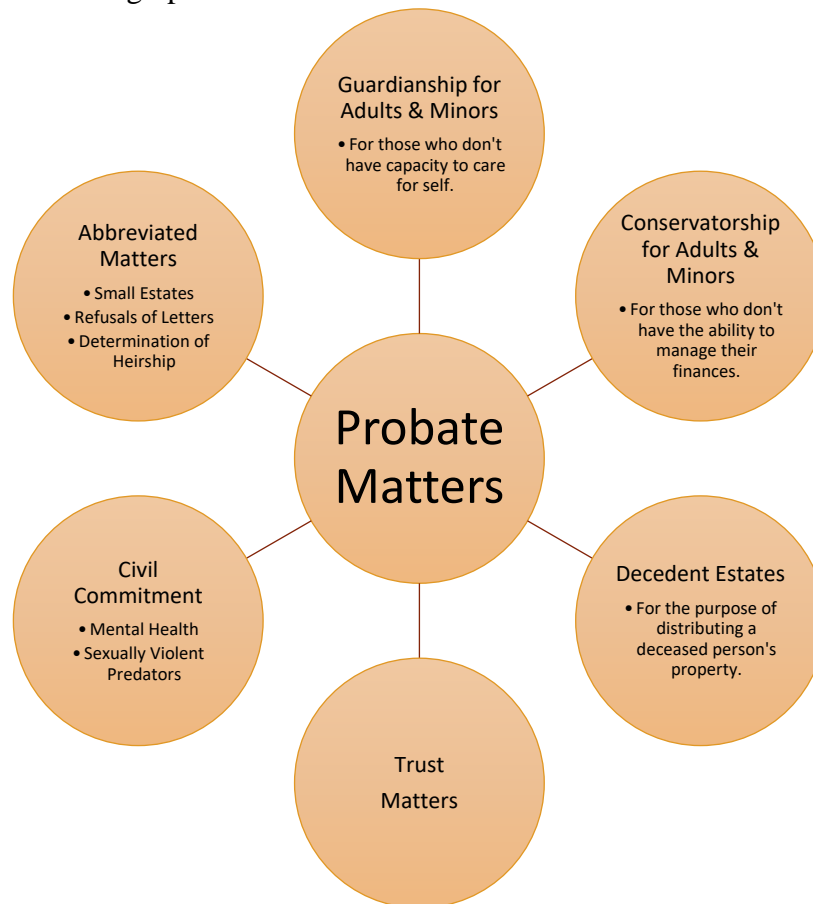 Guardianship for
Adults & Minors
• For those who don't
have capacity to care
for self.
Conservatorship
for Adults &
Minors
• For those who don't
have the ability to
manage their
finances.
Decedent Estates
• For the purpose of
distributing a
deceased person's
property.
Trust
Matters
Civil
Commitment
• Mental Health
• Sexually Violent
Predators
Abbreviated
Matters
• Small Estates
• Refusals of Letters
• Determination of
Heirship
Probate
Matters